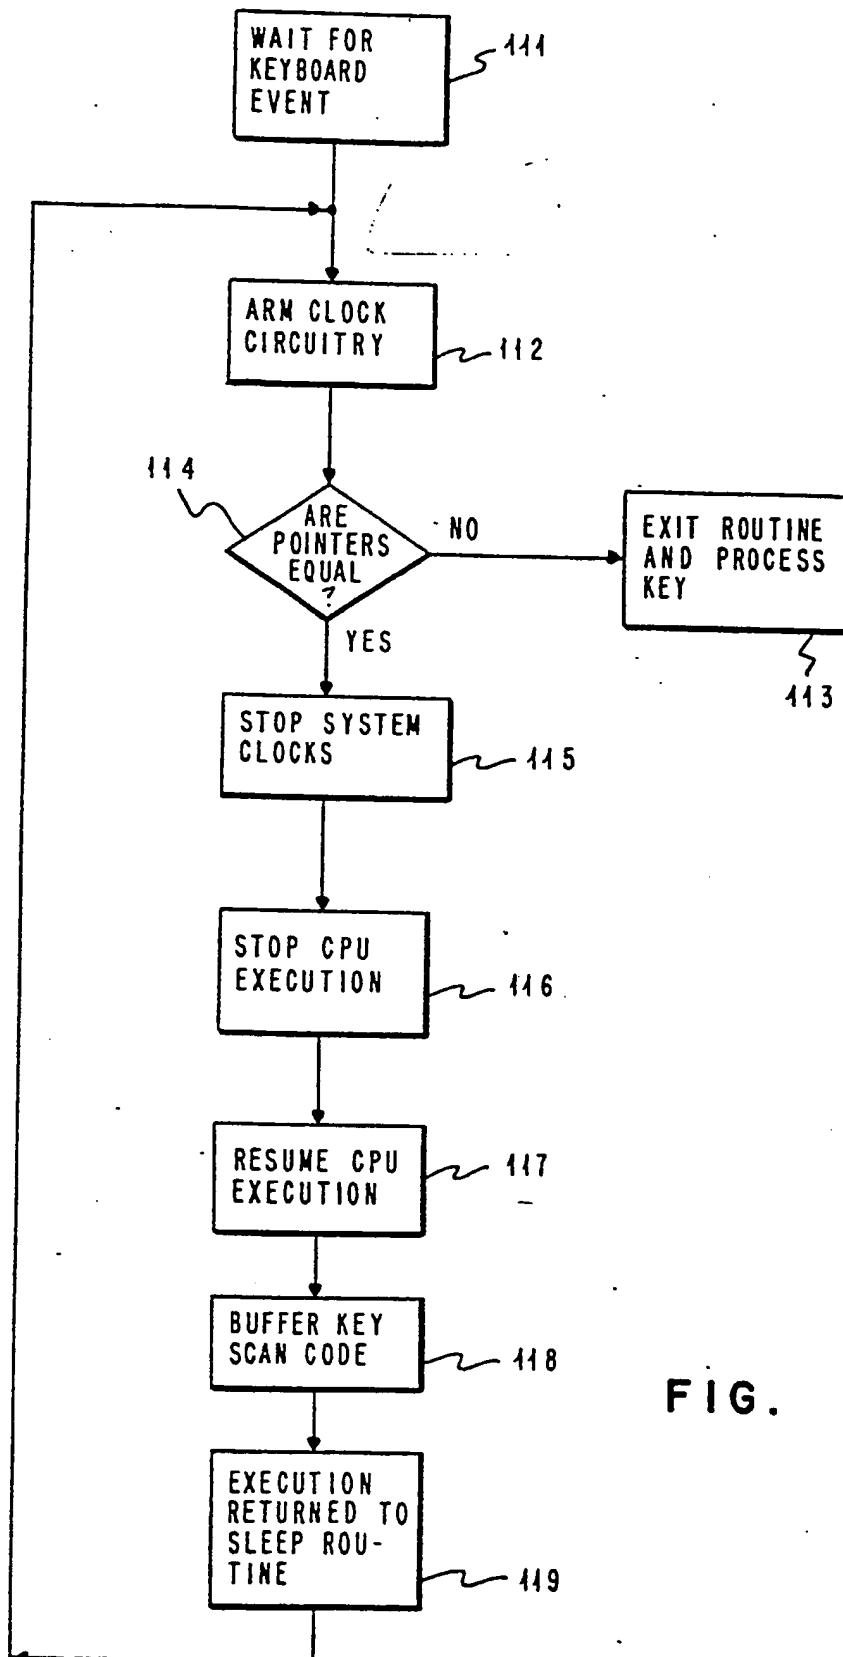 WAIT FOR
KEYBOARD
EVENT
111
ARM CLOCK
CIRCUITRY
112
114
ARE
POINTERS
EQUAL
?
NO
EXIT ROUTINE
AND PROCESS
KEY
113
YES
STOP SYSTEM
CLOCKS
115
STOP CPU
EXECUTION
116
RESUME CPU
EXECUTION
117
BUFFER KEY
SCAN CODE
118
FIG.
EXECUTION
RETURNED TO
SLEEP ROU-
TINE
119